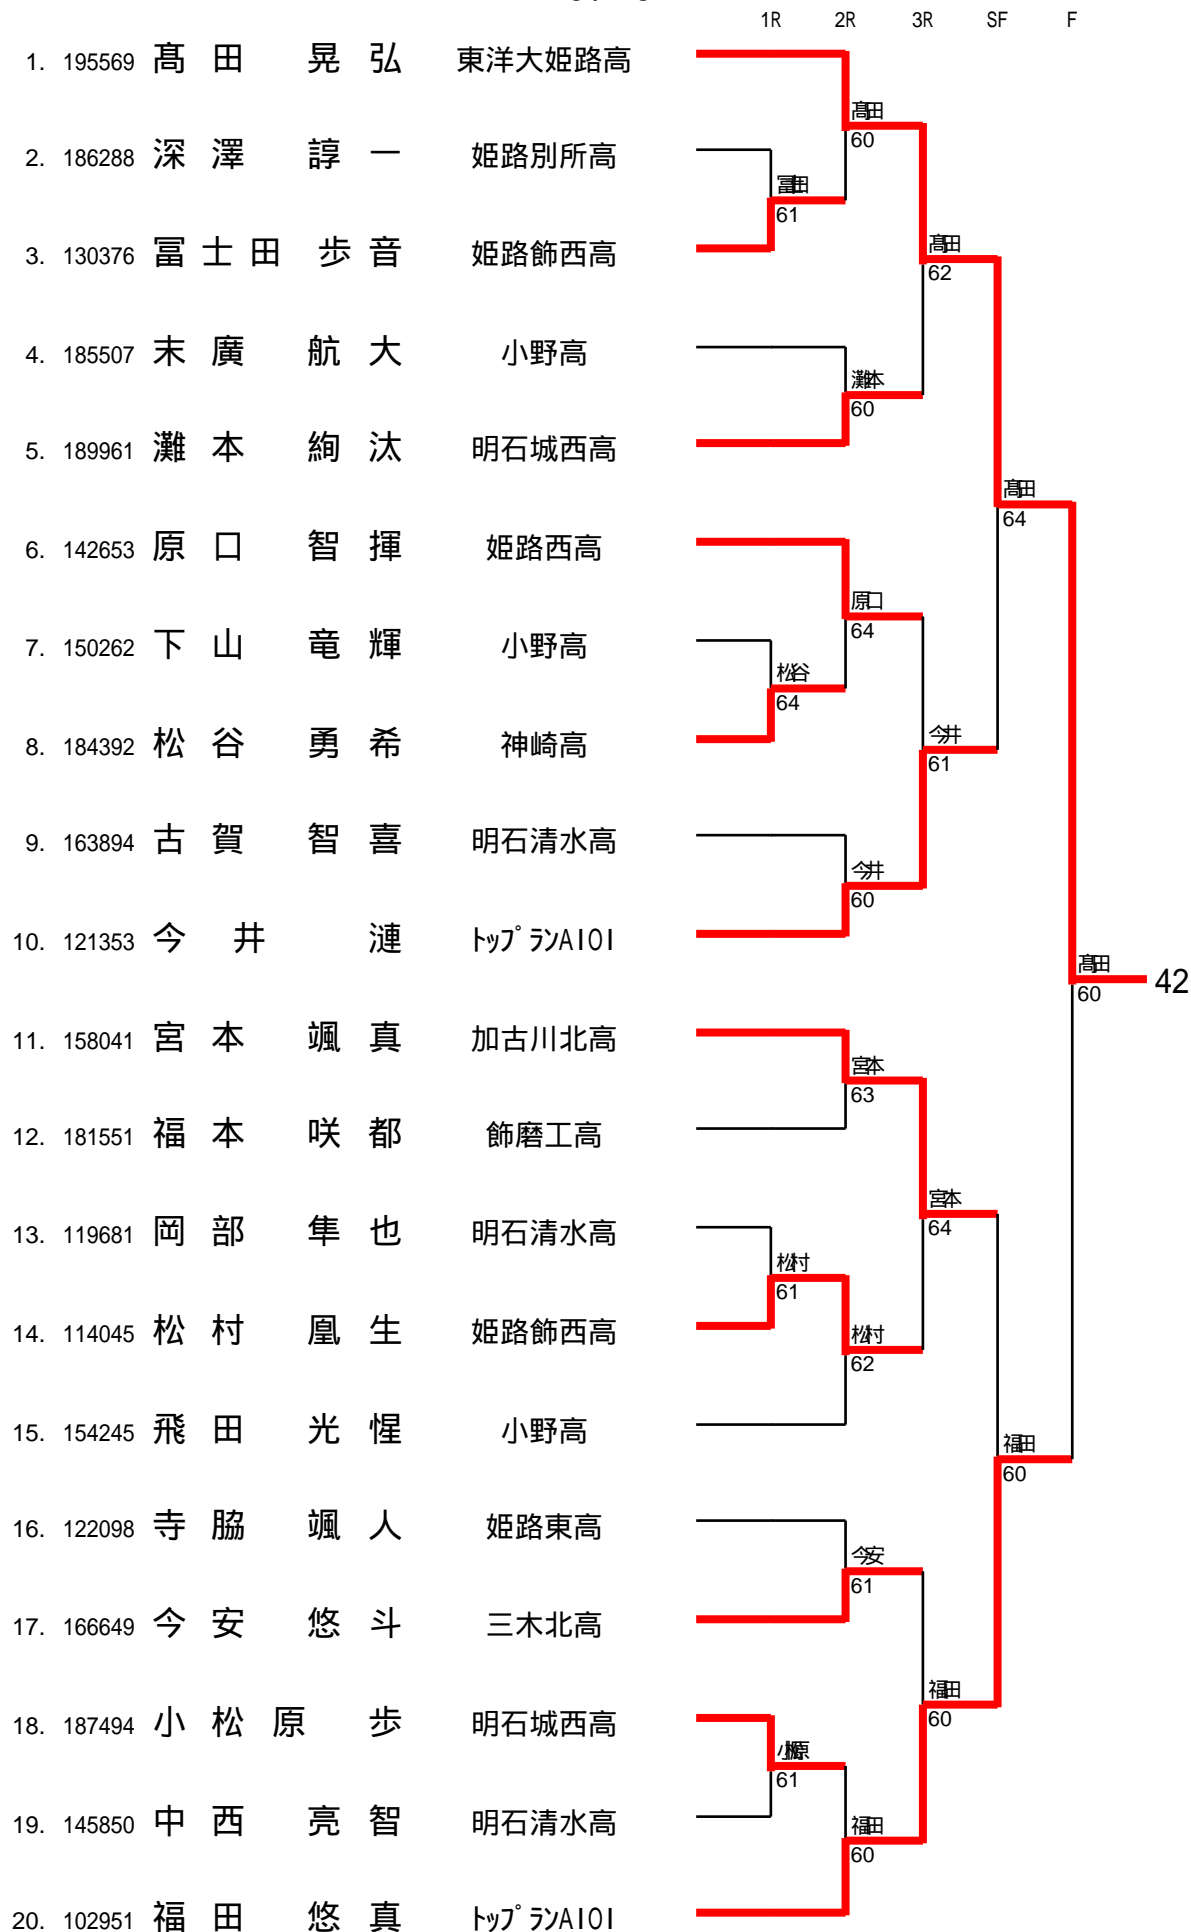 1R 2R 3R SF F
1. 195569 髙田 晃弘 東洋大姫路高
髙田
60
2. 186288 深澤 諄一 姫路別所高
冨士田
61
3. 130376 冨士田 歩音 姫路飾西高
髙田
62
4. 185507 末廣 航大 小野高
灘本
60
5. 189961 灘本 絢汰 明石城西高
髙田
64
6. 142653 原口 智揮 姫路西高
原口
64
7. 150262 下山 竜輝 小野高
松谷
64
8. 184392 松谷 勇希 神崎高
今井
61
9. 163894 古賀 智喜 明石清水高
今井
60
10. 121353 今井 漣 ﾄｯﾌﾟﾗﾝAIOI
髙田
60
42
11. 158041 宮本 颯真 加古川北高
宮本
63
12. 181551 福本 咲都 飾磨工高
宮本
64
13. 119681 岡部 隼也 明石清水高
松村
61
14. 114045 松村 凰生 姫路飾西高
松村
62
15. 154245 飛田 光惺 小野高
福田
60
16. 122098 寺脇 颯人 姫路東高
今安
61
17. 166649 今安 悠斗 三木北高
福田
60
18. 187494 小松原 歩 明石城西高
小松原
61
19. 145850 中西 亮智 明石清水高
福田
60
20. 102951 福田 悠真 ﾄｯﾌﾟﾗﾝAIOI